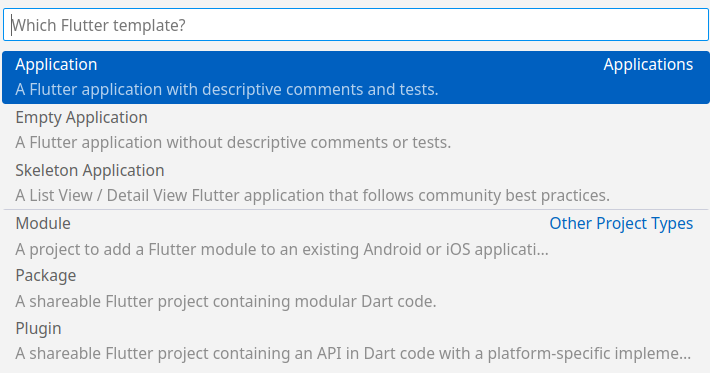 Which Flutter template?
Application Applications
A Flutter application with descriptive comments and tests.
Empty Application
A Flutter application without descriptive comments or tests.
Skeleton Application
A List View / Detail View Flutter application that follows community best practices.
Module Other Project Types
A project to add a Flutter module to an existing Android or iOS applicati...
Package
A shareable Flutter project containing modular Dart code.
Plugin
A shareable Flutter project containing an API in Dart code with a platform-specific impleme...